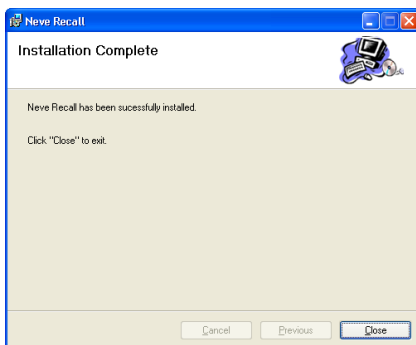 Neve Recall
Installation Complete
Neve Recall has been sucessfully installed.
Click "Close" to exit.
Cancel Previous Close